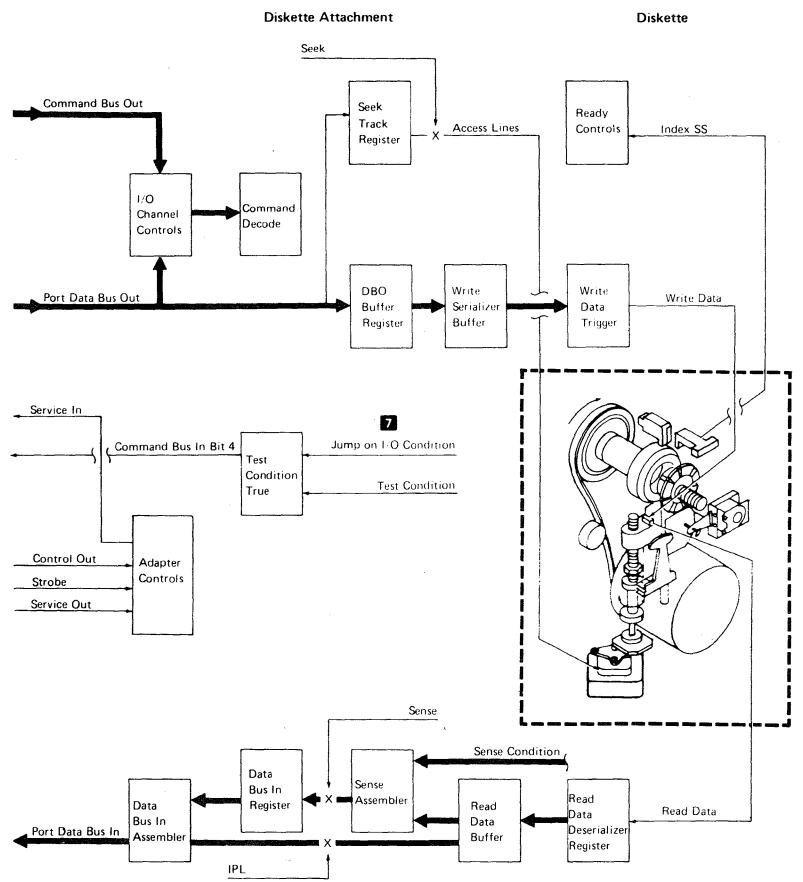 Diskette Attachment
Diskette
Seek
Command Bus Out
Seek
Track
Register
Access Lines
Ready
Controls
Index SS
I/O
Channel
Controls
Command
Decode
Port Data Bus Out
DBO
Buffer
Register
Write
Serializer
Buffer
Write
Data
Trigger
Write Data
Service In
7
Command Bus In Bit 4
Test
Condition
True
Jump on I/O Condition
Test Condition
Control Out
Strobe
Service Out
Adapter
Controls
Sense
Sense Condition
Data
Bus In
Register
X
Sense
Assembler
Data
Bus In
Assembler
Read
Data
Buffer
Read
Data
Deserializer
Register
Read Data
Port Data Bus In
X
IPL
X